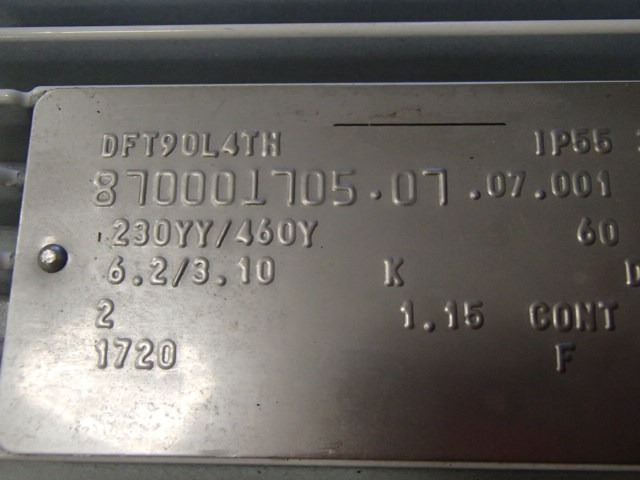 DFT90L4TH IP55
870001705.07.07.001
230YY/460Y 60
6.2/3.10 K
2 1.15 CONT
1720 F